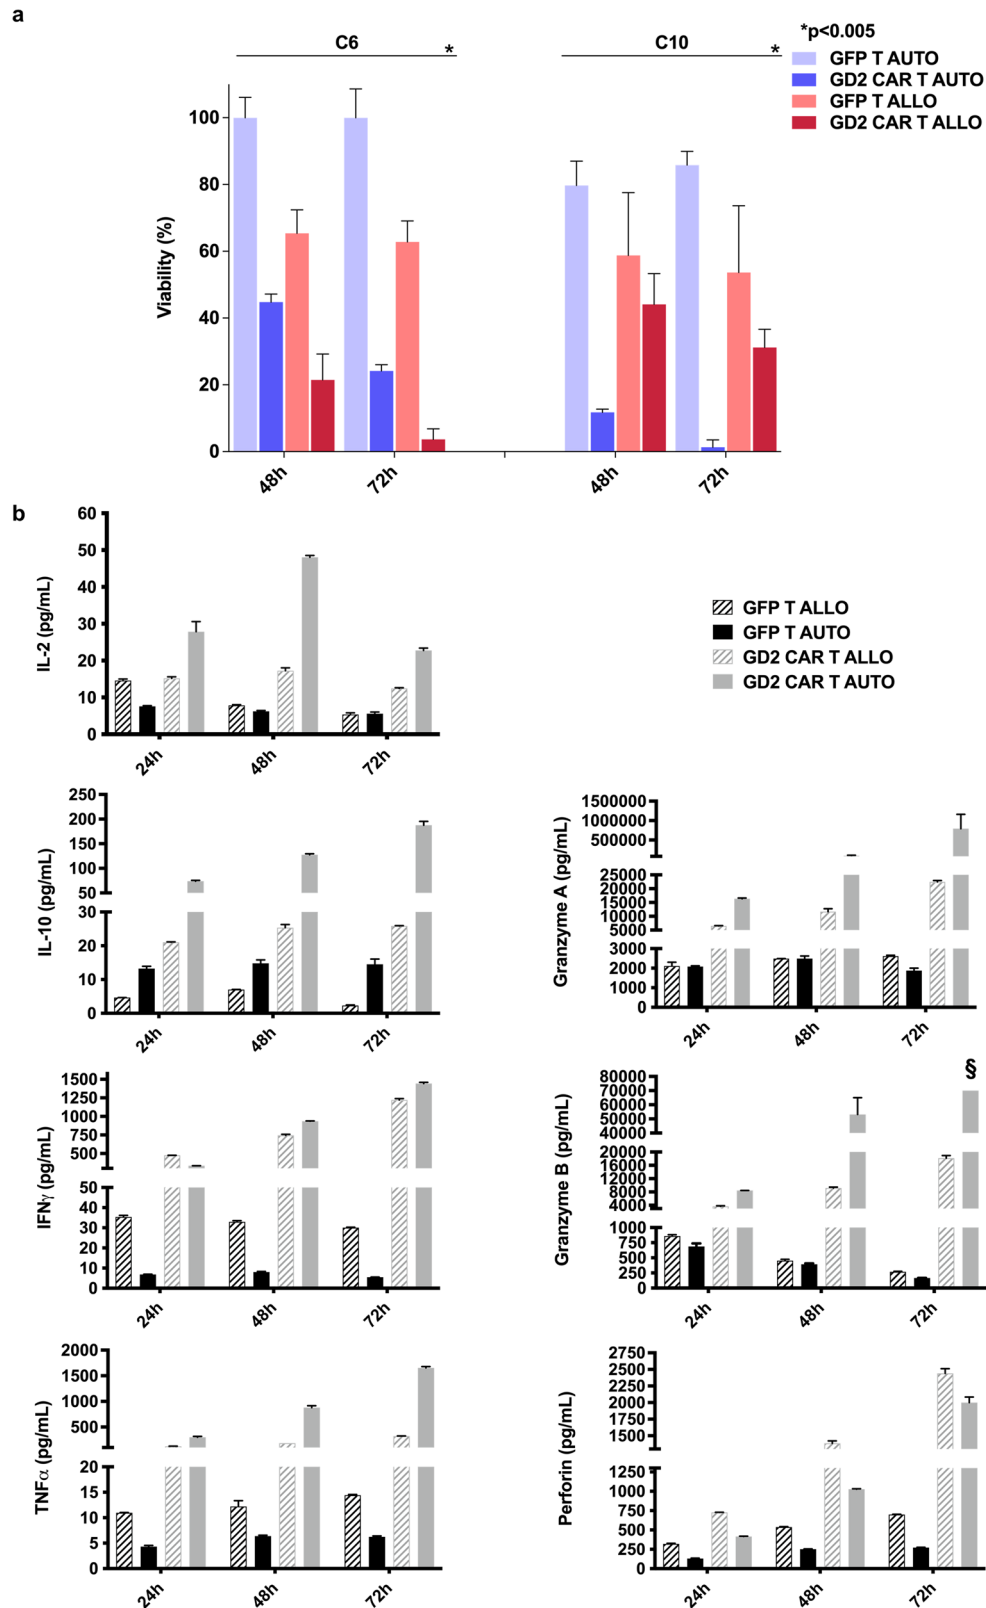 a
C6
*
C10
*
*p<0.005
GFP T AUTO
GD2 CAR T AUTO
GFP T ALLO
GD2 CAR T ALLO
Viability (%)
100
80
60
40
20
0
48h
72h
48h
72h
b
IL-2 (pg/mL)
60
50
40
30
20
10
0
24h
48h
72h
GFP T ALLO
GFP T AUTO
GD2 CAR T ALLO
GD2 CAR T AUTO
IL-10 (pg/mL)
250
200
150
100
50
30
20
10
0
24h
48h
72h
Granzyme A (pg/mL)
1500000
1000000
500000
25000
20000
15000
10000
5000
3000
2000
1000
0
24h
48h
72h
IFNγ (pg/mL)
1500
1250
1000
750
500
50
40
30
20
10
0
24h
48h
72h
Granzyme B (pg/mL)
§
80000
70000
60000
50000
40000
20000
16000
12000
8000
4000
1000
750
500
250
0
24h
48h
72h
TNFα (pg/mL)
2000
1500
1000
500
20
15
10
5
0
24h
48h
72h
Perforin (pg/mL)
2750
2500
2250
2000
1750
1500
1250
1000
750
500
250
0
24h
48h
72h